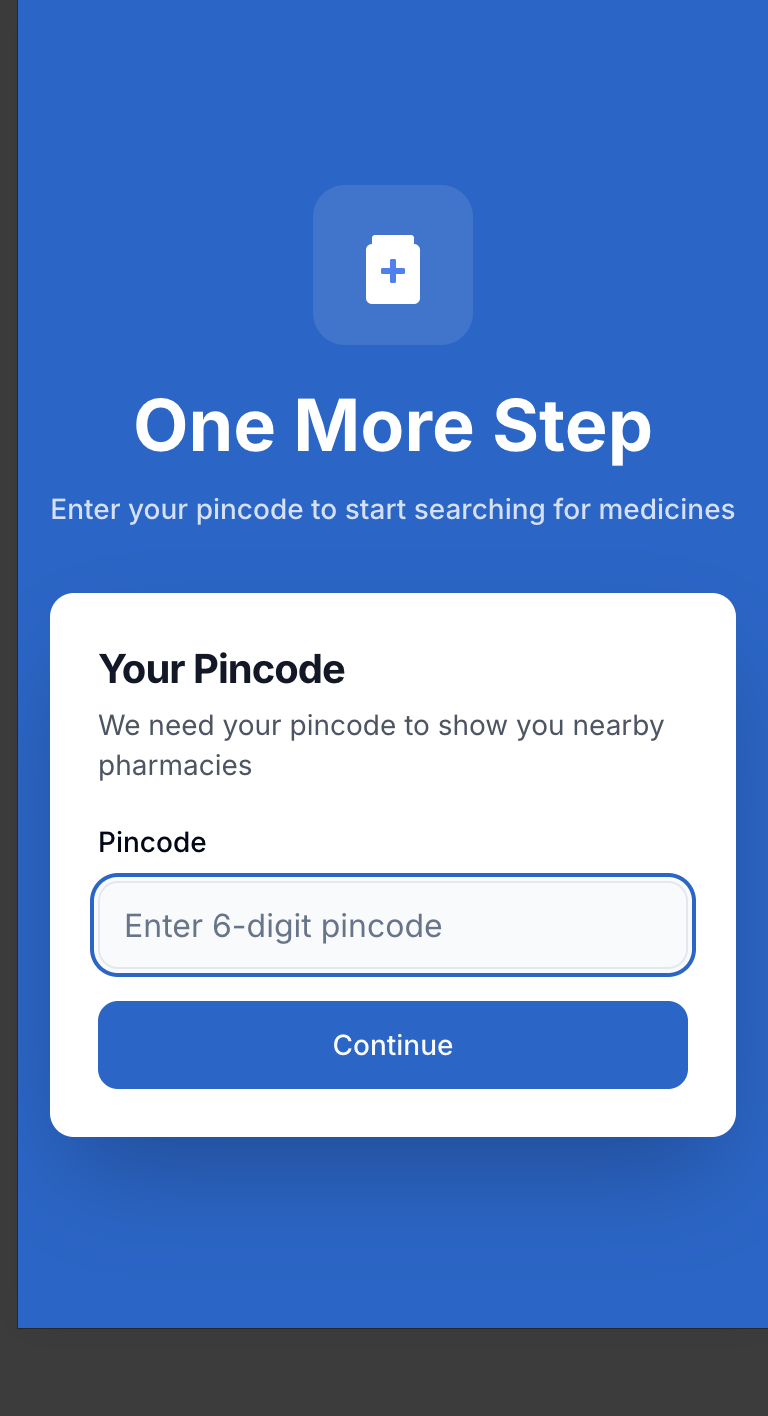 One More Step
Enter your pincode to start searching for medicines
Your Pincode
We need your pincode to show you nearby
pharmacies
Pincode
Enter 6-digit pincode
Continue